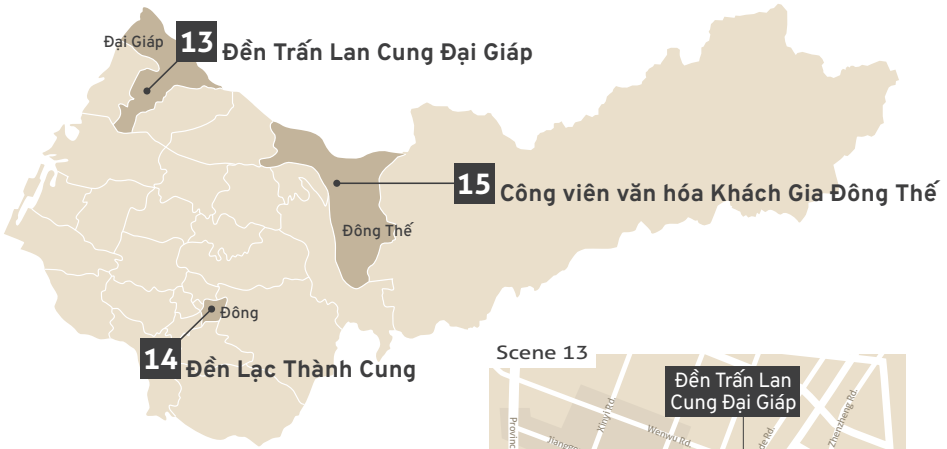 Đại Giáp
13 Đền Trấn Lan Cung Đại Giáp
15 Công viên văn hóa Khách Gia Đông Thế
Đông Thế
Đông
14 Đền Lạc Thành Cung
Scene 13
Đền Trấn Lan
Cung Đại Giáp
Xinyi Rd.
Wenwu Rd.
Zhenzheng Rd.